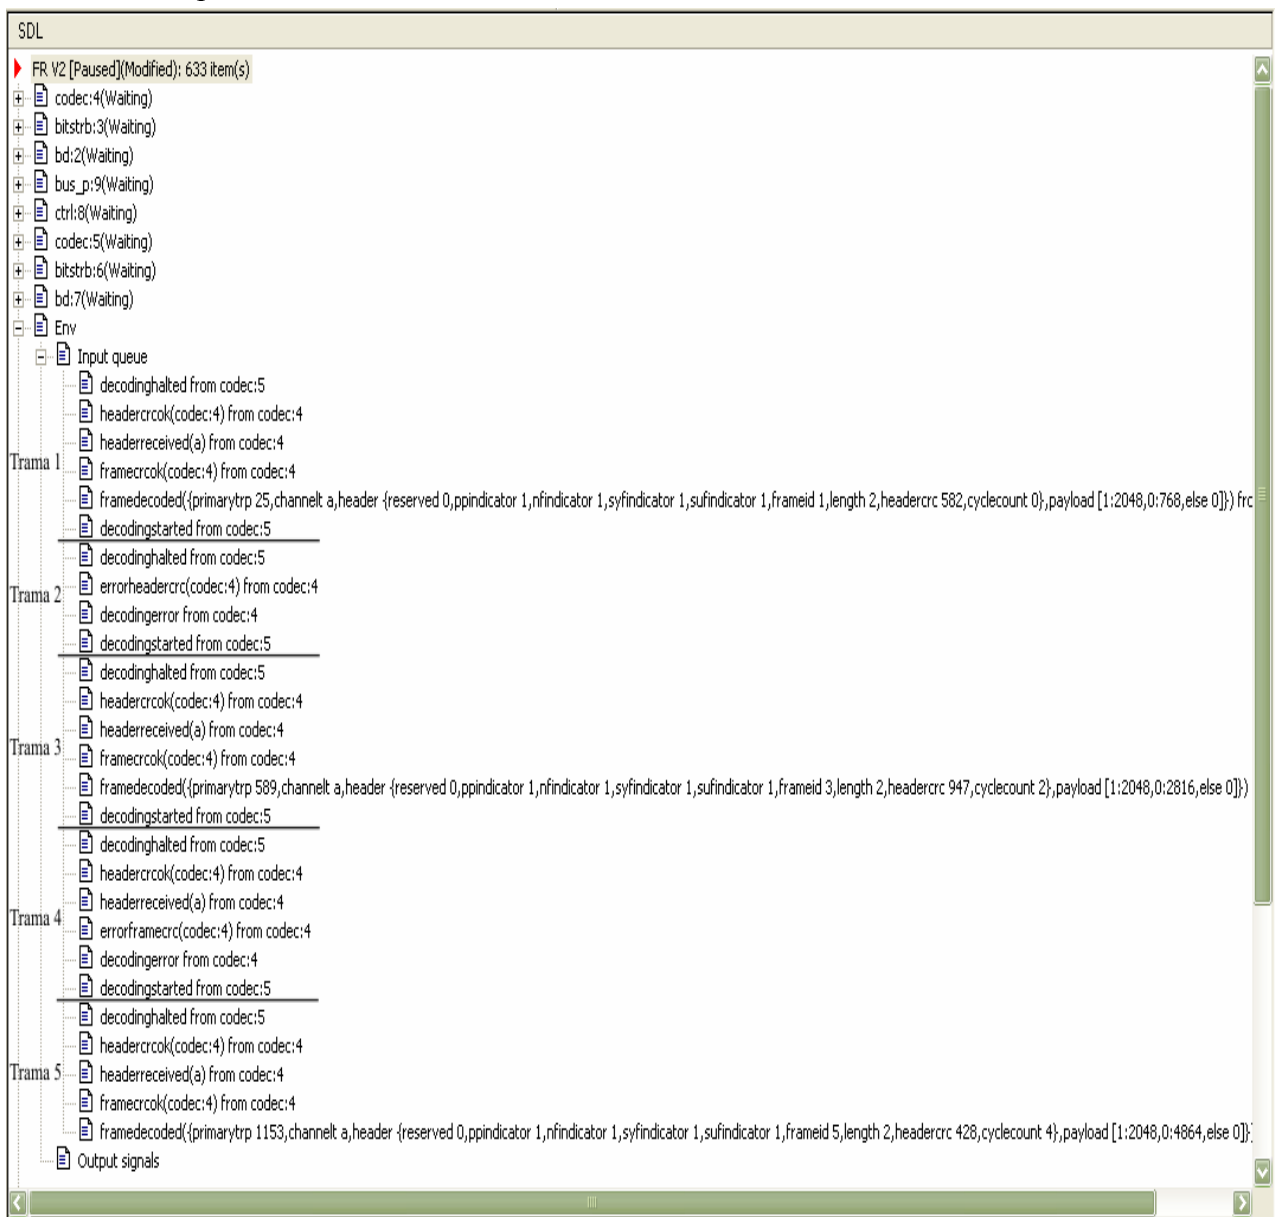 SDL
FR V2 [Paused](Modified): 633 item(s)
codec:4(Waiting)
bitstrb:3(Waiting)
bd:2(Waiting)
bus_p:9(Waiting)
ctrl:8(Waiting)
codec:5(Waiting)
bitstrb:6(Waiting)
bd:7(Waiting)
Env
Input queue
decodinghalted from codec:5
headercrcok(codec:4) from codec:4
headerreceived(a) from codec:4
Trama 1
framecrcok(codec:4) from codec:4
framedecoded({primarytrp 25,channelt a,header {reserved 0,ppindicator 1,nfindicator 1,syfindicator 1,sufindicator 1,frameid 1,length 2,headercrc 582,cyclecount 0},payload [1:2048,0:768,else 0]}) frc
decodingstarted from codec:5
decodinghalted from codec:5
errorheadercrc(codec:4) from codec:4
Trama 2
decodingerror from codec:4
decodingstarted from codec:5
decodinghalted from codec:5
headercrcok(codec:4) from codec:4
headerreceived(a) from codec:4
Trama 3
framecrcok(codec:4) from codec:4
framedecoded({primarytrp 589,channelt a,header {reserved 0,ppindicator 1,nfindicator 1,syfindicator 1,sufindicator 1,frameid 3,length 2,headercrc 947,cyclecount 2},payload [1:2048,0:2816,else 0]})
decodingstarted from codec:5
decodinghalted from codec:5
headercrcok(codec:4) from codec:4
headerreceived(a) from codec:4
Trama 4
errorframecrc(codec:4) from codec:4
decodingerror from codec:4
decodingstarted from codec:5
decodinghalted from codec:5
headercrcok(codec:4) from codec:4
Trama 5
headerreceived(a) from codec:4
framecrcok(codec:4) from codec:4
framedecoded({primarytrp 1153,channelt a,header {reserved 0,ppindicator 1,nfindicator 1,syfindicator 1,sufindicator 1,frameid 5,length 2,headercrc 428,cyclecount 4},payload [1:2048,0:4864,else 0]})
Output signals